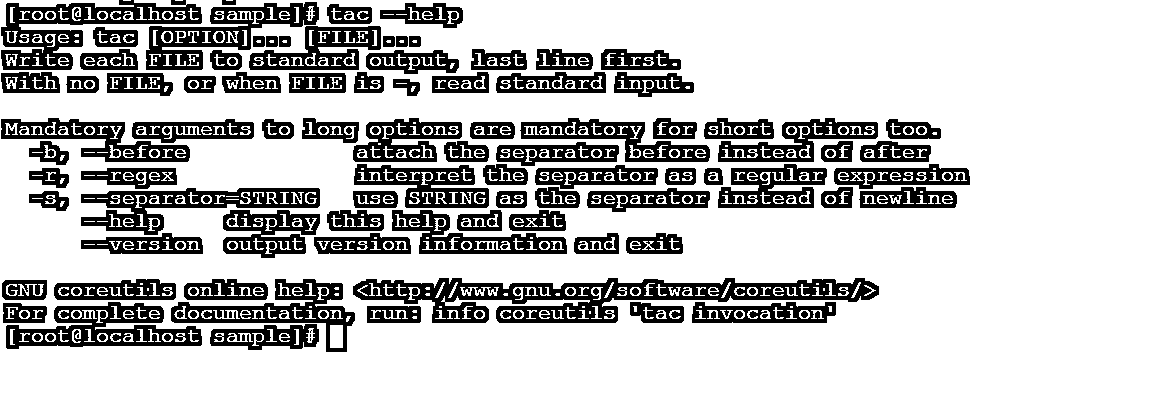 [root@localhost sample]# tac --help
Usage: tac [OPTION]... [FILE]...
Write each FILE to standard output, last line first.
With no FILE, or when FILE is -, read standard input.
Mandatory arguments to long options are mandatory for short options too.
  -b, --before             attach the separator before instead of after
  -r, --regex              interpret the separator as a regular expression
  -s, --separator=STRING   use STRING as the separator instead of newline
      --help     display this help and exit
      --version  output version information and exit
GNU coreutils online help: <http://www.gnu.org/software/coreutils/>
For complete documentation, run: info coreutils 'tac invocation'
[root@localhost sample]#